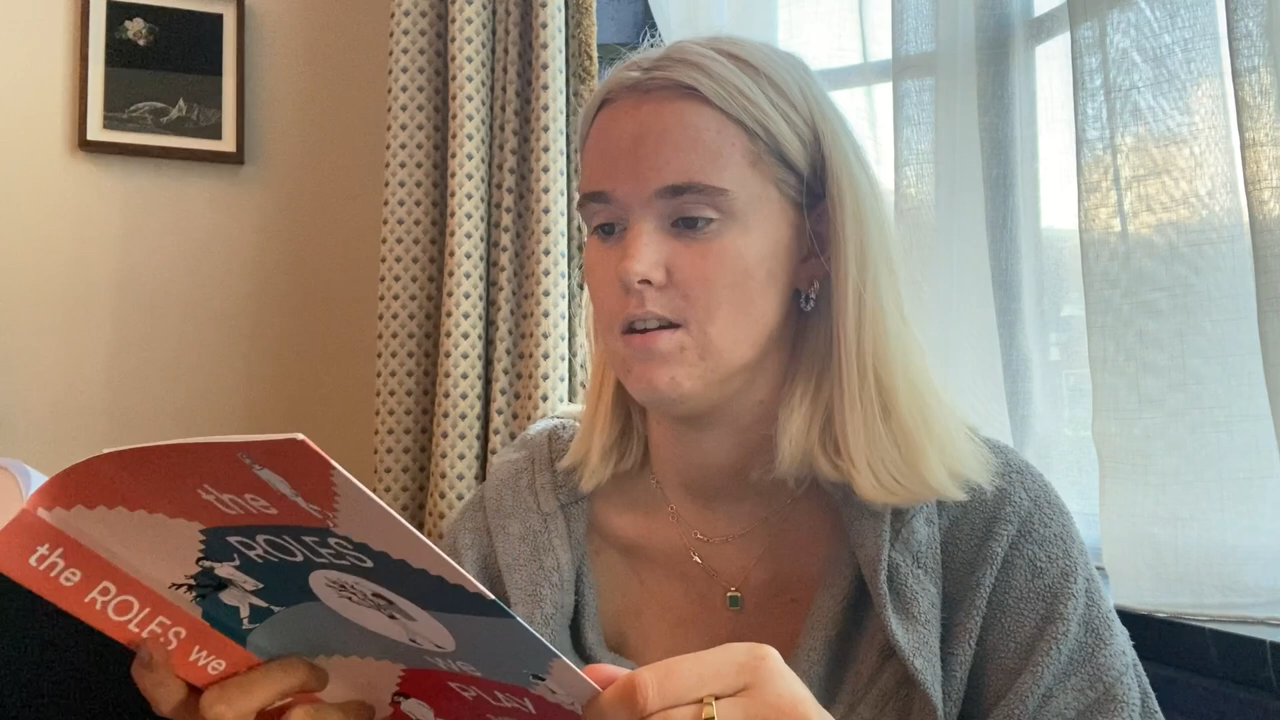 the
ROLES
we
PLAY
the ROLES we